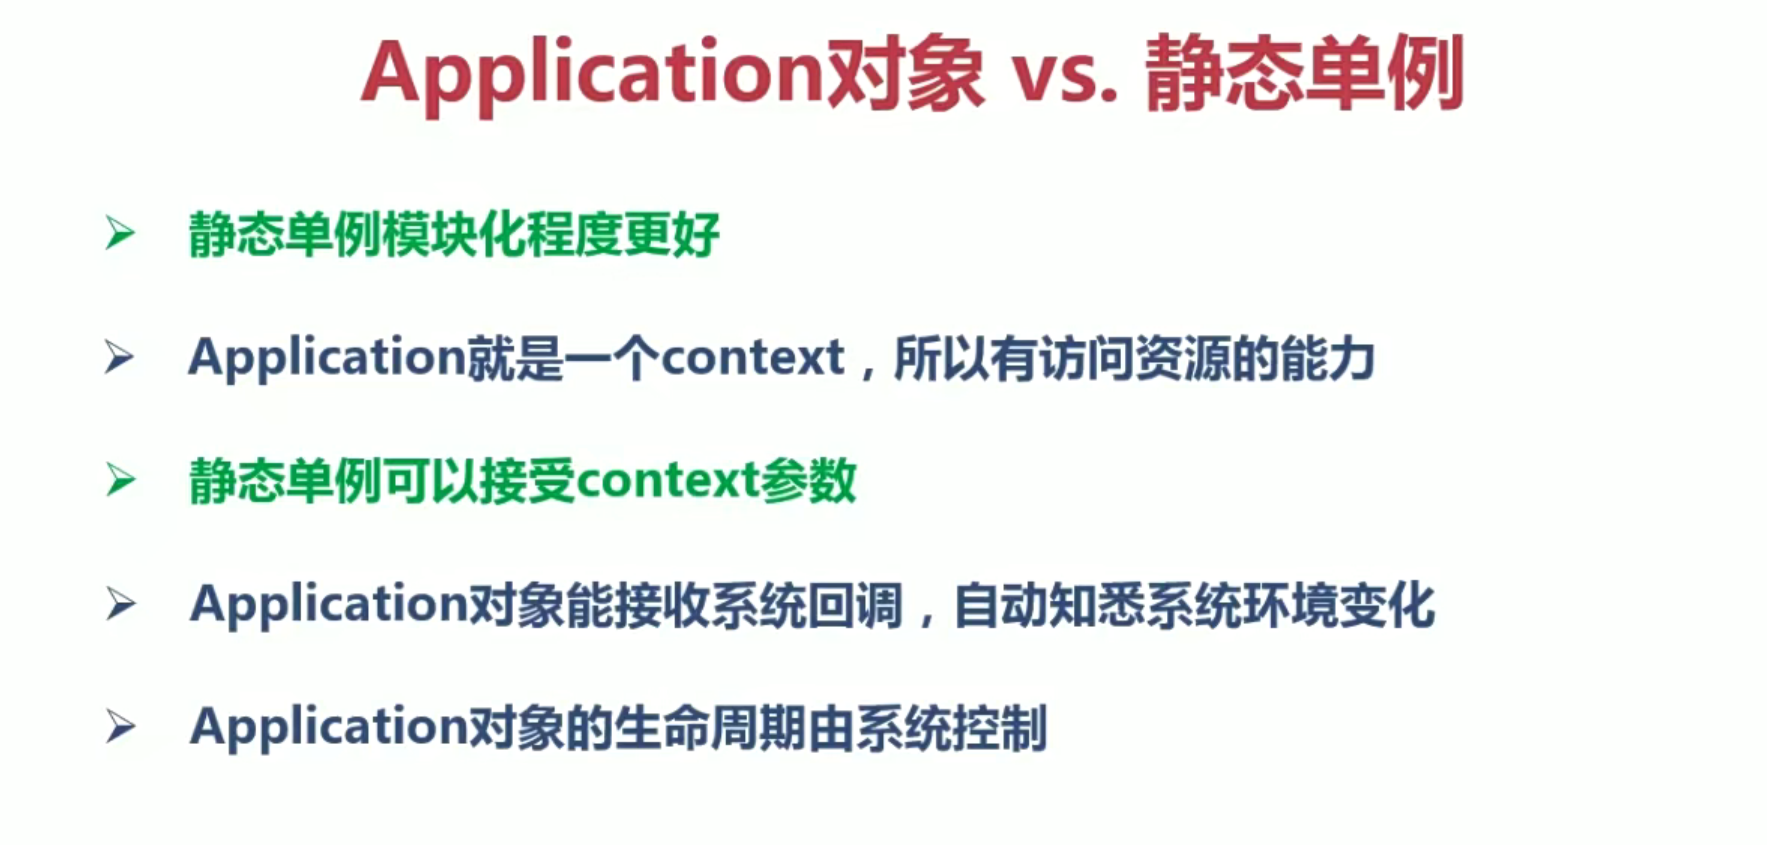 Application对象 vs. 静态单例
静态单例模块化程度更好
Application就是一个context，所以有访问资源的能力
静态单例可以接受context参数
Application对象能接收系统回调，自动知悉系统环境变化
Application对象的生命周期由系统控制